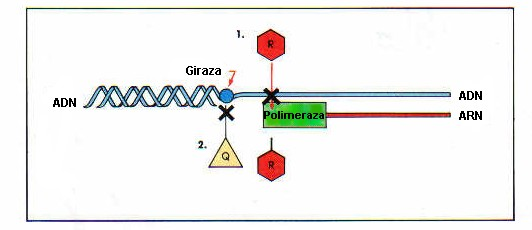 1.
R
Giraza
ADN
ADN
Polimeraza
ARN
2.
Q
R